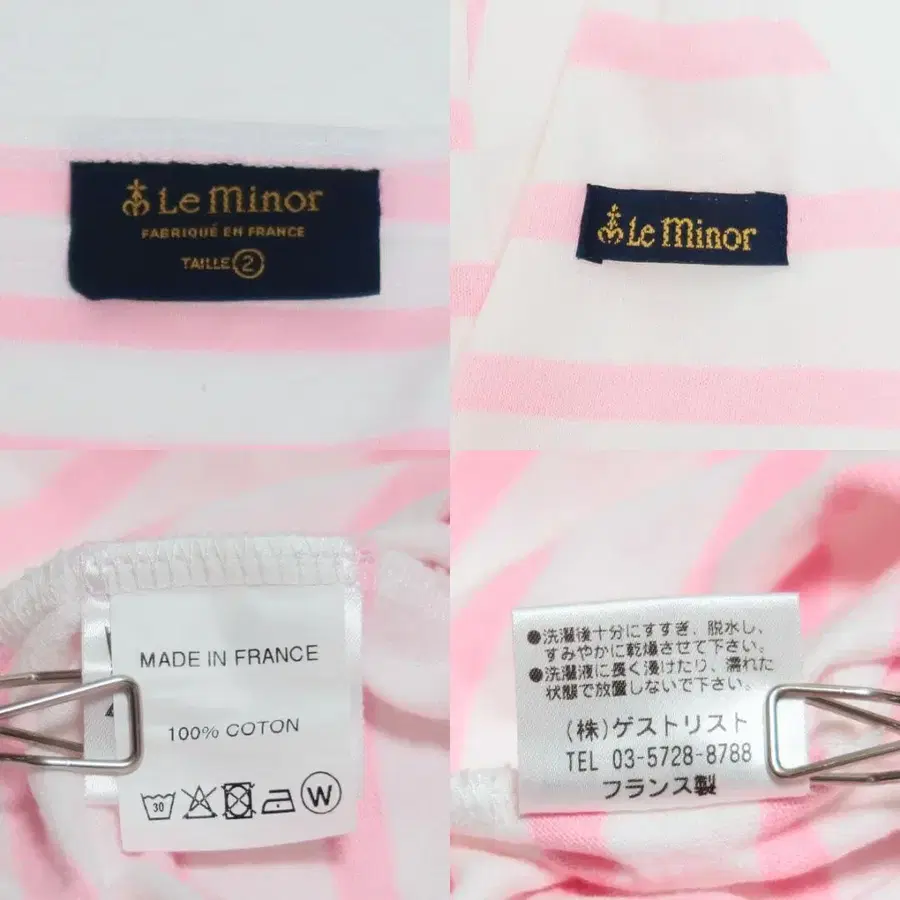 Le Minor
FABRIQUÉ EN FRANCE
TAILLE 2
Le Minor
MADE IN FRANCE
100% COTON
30
W
●洗濯後十分にすすぎ、脱水し、
すみやかに乾燥させて下さい。
●洗濯液に長く浸けたり、濡れた
状態で放置しないで下さい。
(株)ゲストリスト
TEL 03-5728-8788
フランス製